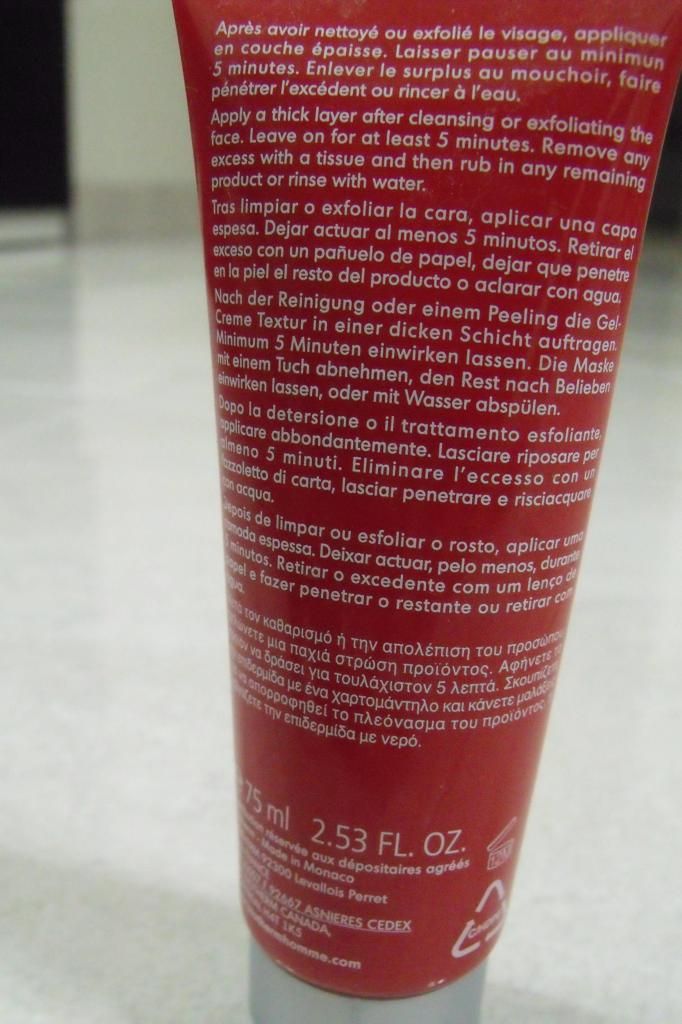 Après avoir nettoyé ou exfolié le visage, appliquer
en couche épaisse. Laisser pauser au minimun
5 minutes. Enlever le surplus au mouchoir, faire
pénétrer l'excédent ou rincer à l'eau.
Apply a thick layer after cleansing or exfoliating the
face. Leave on for at least 5 minutes. Remove any
excess with a tissue and then rub in any remaining
product or rinse with water.
Tras limpiar o exfoliar la cara, aplicar una capa
espesa. Dejar actuar al menos 5 minutos. Retirar el
exceso con un pañuelo de papel, dejar que penetre
en la piel el resto del producto o aclarar con agua.
Nach der Reinigung oder einem Peeling die Gel-
Creme Textur in einer dicken Schicht auftragen.
Minimum 5 Minuten einwirken lassen. Die Maske
mit einem Tuch abnehmen, den Rest nach Belieben
einwirken lassen, oder mit Wasser abspülen.
Dopo la detersione o il trattamento esfoliante,
applicare abbondantemente. Lasciare riposare per
almeno 5 minuti. Eliminare l'eccesso con un
azzoletto di carta, lasciar penetrare e risciacquare
con acqua.
Depois de limpar ou esfoliar o rosto, aplicar uma
amoda espessa. Deixar actuar, pelo menos, durante
5 minutos. Retirar o excedente com um lenço de
papel e fazer penetrar o restante ou retirar com
água.
τον καθαρισμό ή την απολέπιση του προσώπου,
μια παχιά στρώση προϊόντος. Αφήνετε το
να δράσει για τουλάχιστον 5 λεπτά. Σκουπίζετε
επιδερμίδα με ένα χαρτομάντηλο και κάνετε
απορροφηθεί το πλεόνασμα του προϊόντος
την επιδερμίδα με νερό.
75 ml 2.53 FL. OZ.
réservée aux dépositaires agréés
Made in Monaco
92300 Levallois Perret
92667 ASNIERES CEDEX
CANADA,
1K5
homme.com
12M